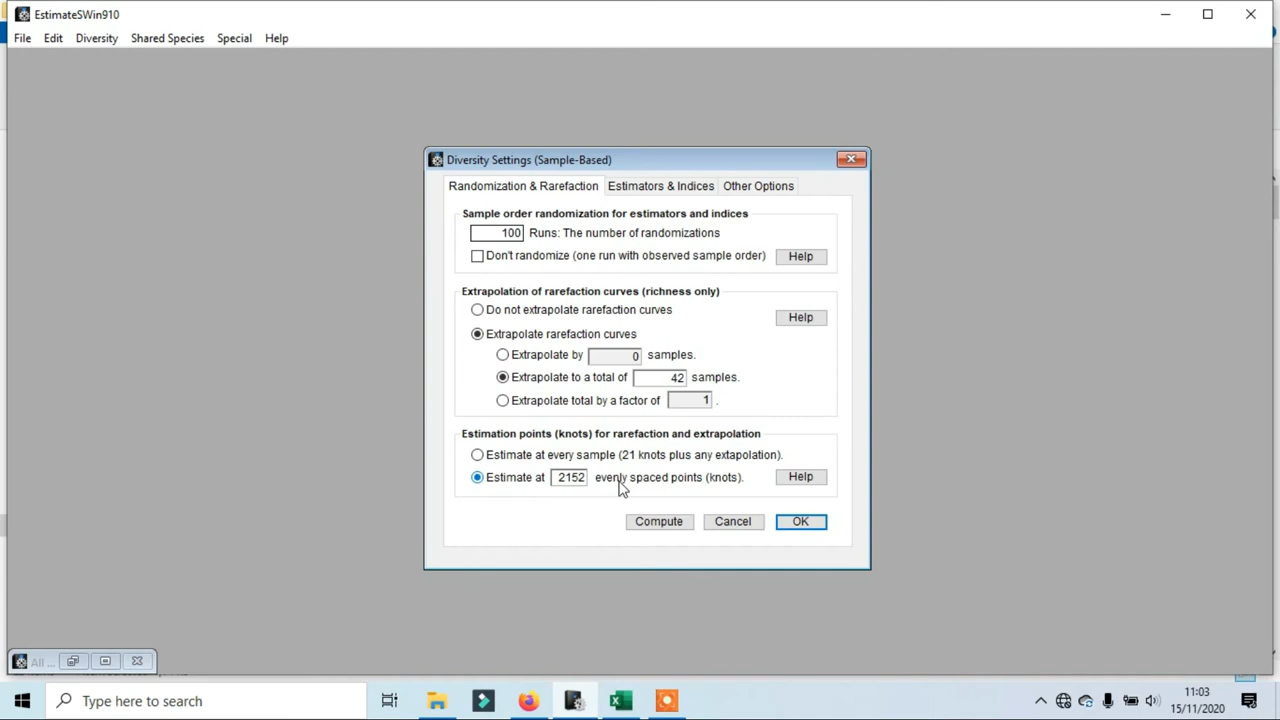 EstimateSWin910
File Edit Diversity Shared Species Special Help
Diversity Settings (Sample-Based)
Randomization & Rarefaction Estimators & Indices Other Options
Sample order randomization for estimators and indices
100 Runs: The number of randomizations
Don't randomize (one run with observed sample order) Help
Extrapolation of rarefaction curves (richness only)
Do not extrapolate rarefaction curves
Help
Extrapolate rarefaction curves
Extrapolate by 0 samples.
Extrapolate to a total of 42 samples.
Extrapolate total by a factor of 1 .
Estimation points (knots) for rarefaction and extrapolation
Estimate at every sample (21 knots plus any extapolation).
Estimate at 2152 evenly spaced points (knots). Help
Compute Cancel OK
All ...
Type here to search
11:03
15/11/2020